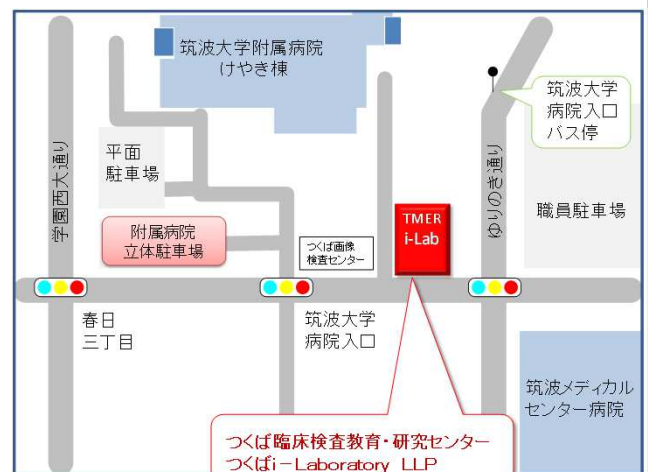 筑波大学附属病院
けやき棟
筑波大学
病院入口
バス停
学園西大通り
平面
駐車場
ゆりのき通り
職員駐車場
附属病院
立体駐車場
つくば画像
検査センター
TMER
i-Lab
春日
三丁目
筑波大学
病院入口
筑波メディカル
センター病院
つくば臨床検査教育・研究センター
つくばi－Laboratory LLP